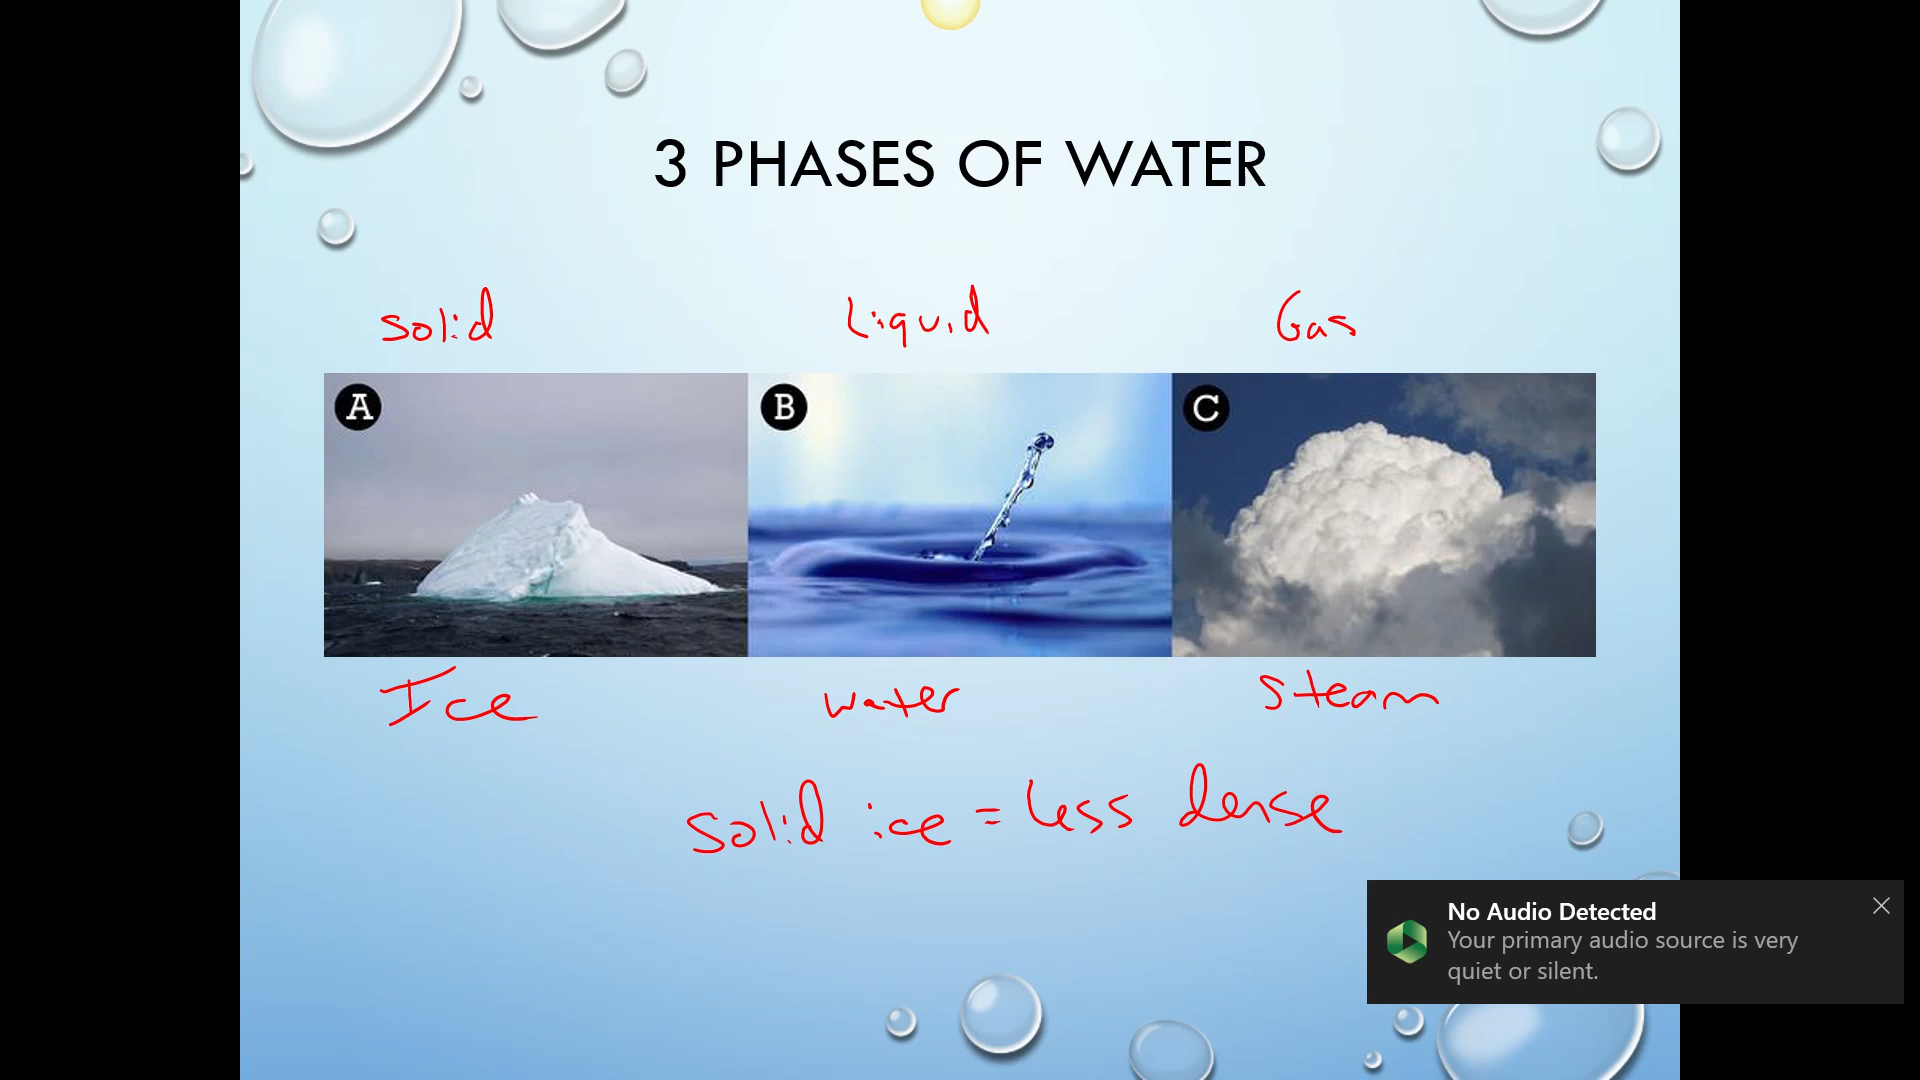 3 PHASES OF WATER
solid Liquid Gas
A B C
Ice water steam
solid ice = less dense
No Audio Detected
Your primary audio source is very
quiet or silent.